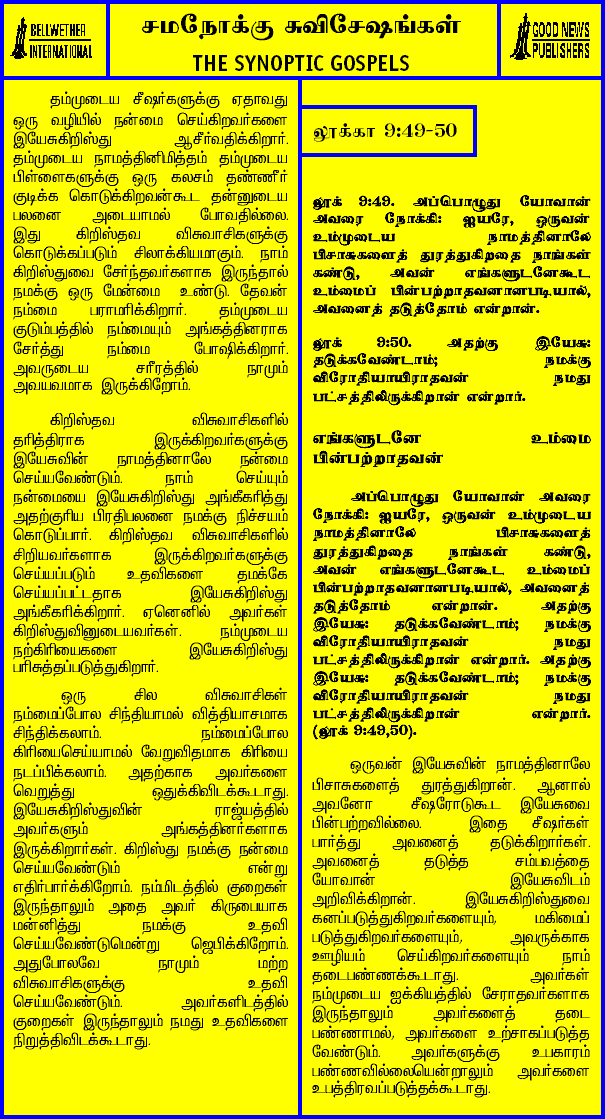 BELLWETHER
INTERNATIONAL
சமநோக்கு சுவிசேஷங்கள்
THE SYNOPTIC GOSPELS
GOOD NEWS
PUBLISHERS
தம்முடைய சீஷர்களுக்கு ஏதாவது
ஒரு வழியில் நன்மை செய்கிறவர்களை
இயேசுகிறிஸ்து ஆசீர்வதிக்கிறார்.
தம்முடைய நாமத்தினிமித்தம் தம்முடைய
பிள்ளைகளுக்கு ஒரு கலசம் தண்ணீர்
குடிக்க கொடுக்கிறவன்கூட தன்னுடைய
பலனை அடையாமல் போவதில்லை.
இது கிறிஸ்தவ விசுவாசிகளுக்கு
கொடுக்கப்படும் சிலாக்கியமாகும். நாம்
கிறிஸ்துவை சேர்ந்தவர்களாக இருந்தால்
நமக்கு ஒரு மேன்மை உண்டு. தேவன்
நம்மை பராமரிக்கிறார். தம்முடைய
குடும்பத்தில் நம்மையும் அங்கத்தினராக
சேர்த்து நம்மை போஷிக்கிறார்.
அவருடைய சரீரத்தில் நாமும்
அவயவமாக இருக்கிறோம்.
கிறிஸ்தவ விசுவாசிகளில்
தரித்திராக இருக்கிறவர்களுக்கு
இயேசுவின் நாமத்தினாலே நன்மை
செய்யவேண்டும். நாம் செய்யும்
நன்மையை இயேசுகிறிஸ்து அங்கீகரித்து
அதற்குரிய பிரதிபலனை நமக்கு நிச்சயம்
கொடுப்பார். கிறிஸ்தவ விசுவாசிகளில்
சிறியவர்களாக இருக்கிறவர்களுக்கு
செய்யப்படும் உதவிகளை தமக்கே
செய்யப்பட்டதாக இயேசுகிறிஸ்து
அங்கீகரிக்கிறார். ஏனெனில் அவர்கள்
கிறிஸ்துவினுடையவர்கள். நம்முடைய
நற்கிரியைகளை இயேசுகிறிஸ்து
பரிசுத்தப்படுத்துகிறார்.
ஒரு சில விசுவாசிகள்
நம்மைப்போல சிந்தியாமல் வித்தியாசமாக
சிந்திக்கலாம். நம்மைப்போல
கிரியைசெய்யாமல் வேறுவிதமாக கிரியை
நடப்பிக்கலாம். அதற்காக அவர்களை
வெறுத்து ஒதுக்கிவிடக்கூடாது.
இயேசுகிறிஸ்துவின் ராஜ்யத்தில்
அவர்களும் அங்கத்தினர்களாக
இருக்கிறார்கள். கிறிஸ்து நமக்கு நன்மை
செய்யவேண்டும் என்று
எதிர்பார்க்கிறோம். நம்மிடத்தில் குறைகள்
இருந்தாலும் அதை அவர் கிருபையாக
மன்னித்து நமக்கு உதவி
செய்யவேண்டுமென்று ஜெபிக்கிறோம்.
அதுபோலவே நாமும் மற்ற
விசுவாசிகளுக்கு உதவி
செய்யவேண்டும். அவர்களிடத்தில்
குறைகள் இருந்தாலும் நமது உதவிகளை
நிறுத்திவிடக்கூடாது.
லூக்கா 9:49-50
லூக் 9:49. அப்பொழுது யோவான்
அவரை நோக்கி: ஐயரே, ஒருவன்
உம்முடைய நாமத்தினாலே
பிசாசுகளைத் துரத்துகிறதை நாங்கள்
கண்டு, அவன் எங்களுடனேகூட
உம்மைப் பின்பற்றாதவனானபடியால்,
அவனைத் தடுத்தோம் என்றான்.
லூக் 9:50. அதற்கு இயேசு:
தடுக்கவேண்டாம்; நமக்கு
விரோதியாயிராதவன் நமது
பட்சத்திலிருக்கிறான் என்றார்.
எங்களுடனே உம்மை
பின்பற்றாதவன்
அப்பொழுது யோவான் அவரை
நோக்கி: ஐயரே, ஒருவன் உம்முடைய
நாமத்தினாலே பிசாசுகளைத்
துரத்துகிறதை நாங்கள் கண்டு,
அவன் எங்களுடனேகூட உம்மைப்
பின்பற்றாதவனானபடியால், அவனைத்
தடுத்தோம் என்றான். அதற்கு
இயேசு: தடுக்கவேண்டாம்; நமக்கு
விரோதியாயிராதவன் நமது
பட்சத்திலிருக்கிறான் என்றார். அதற்கு
இயேசு: தடுக்கவேண்டாம்; நமக்கு
விரோதியாயிராதவன் நமது
பட்சத்திலிருக்கிறான் என்றார்.
(லூக் 9:49,50).
ஒருவன் இயேசுவின் நாமத்தினாலே
பிசாசுகளைத் துரத்துகிறான். ஆனால்
அவனோ சீஷரோடுகூட இயேசுவை
பின்பற்றவில்லை. இதை சீஷர்கள்
பார்த்து அவனைத் தடுக்கிறார்கள்.
அவனைத் தடுத்த சம்பவத்தை
யோவான் இயேசுவிடம்
அறிவிக்கிறான். இயேசுகிறிஸ்துவை
கனப்படுத்துகிறவர்களையும், மகிமைப்
படுத்துகிறவர்களையும், அவருக்காக
ஊழியம் செய்கிறவர்களையும் நாம்
தடைபண்ணக்கூடாது. அவர்கள்
நம்முடைய ஐக்கியத்தில் சேராதவர்களாக
இருந்தாலும் அவர்களைத் தடை
பண்ணாமல், அவர்களை உற்சாகப்படுத்த
வேண்டும். அவர்களுக்கு உபகாரம்
பண்ணவில்லையென்றாலும் அவர்களை
உபத்திரவப்படுத்தக்கூடாது.